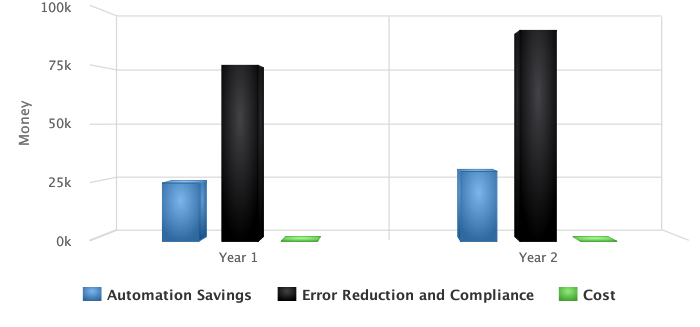 100k
75k
50k
25k
0k
Money
Year 1
Year 2
Automation Savings
Error Reduction and Compliance
Cost